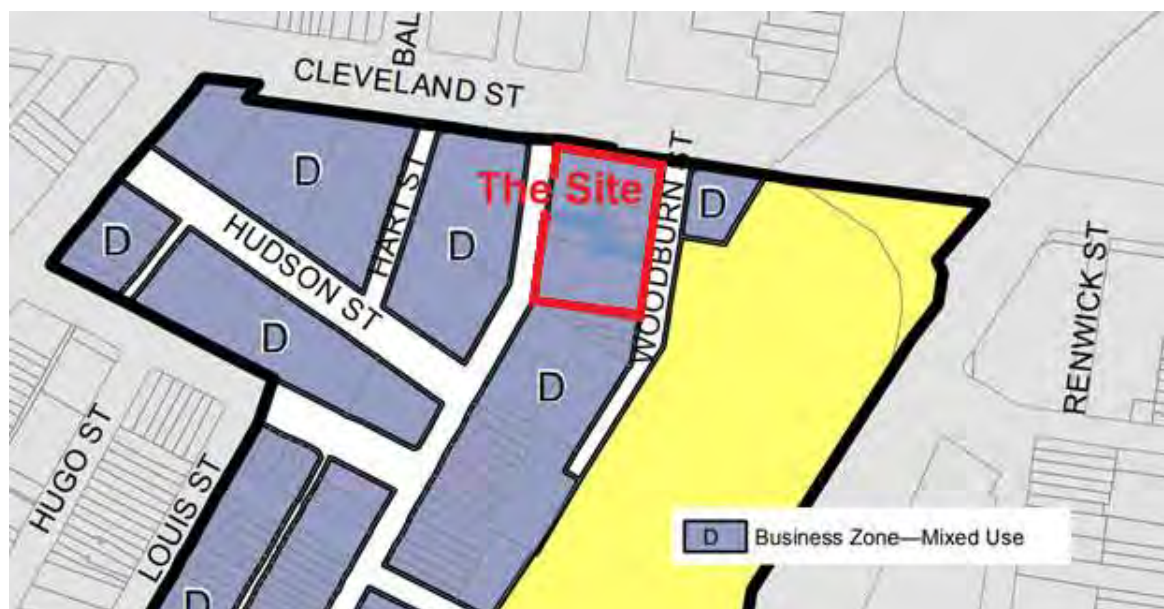 BAL
CLEVELAND ST
D
The Site
WOODBURN ST
D
HART ST
D
D
HUDSON ST
RENWICK ST
D
D
HUGO ST
LOUIS ST
D
D Business Zone—Mixed Use